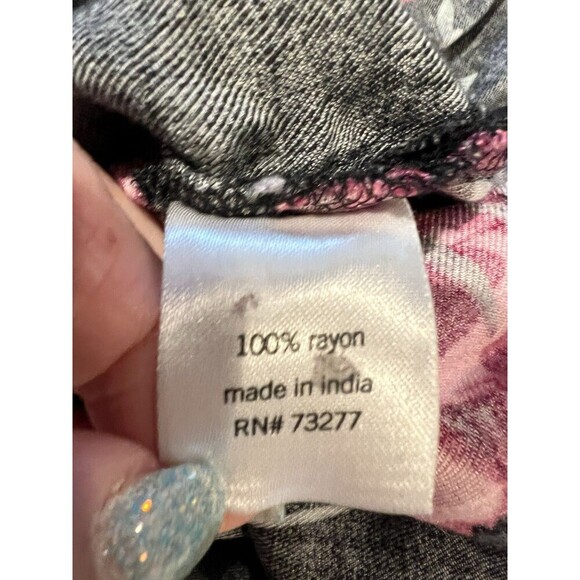 100% rayon
made in india
RN# 73277